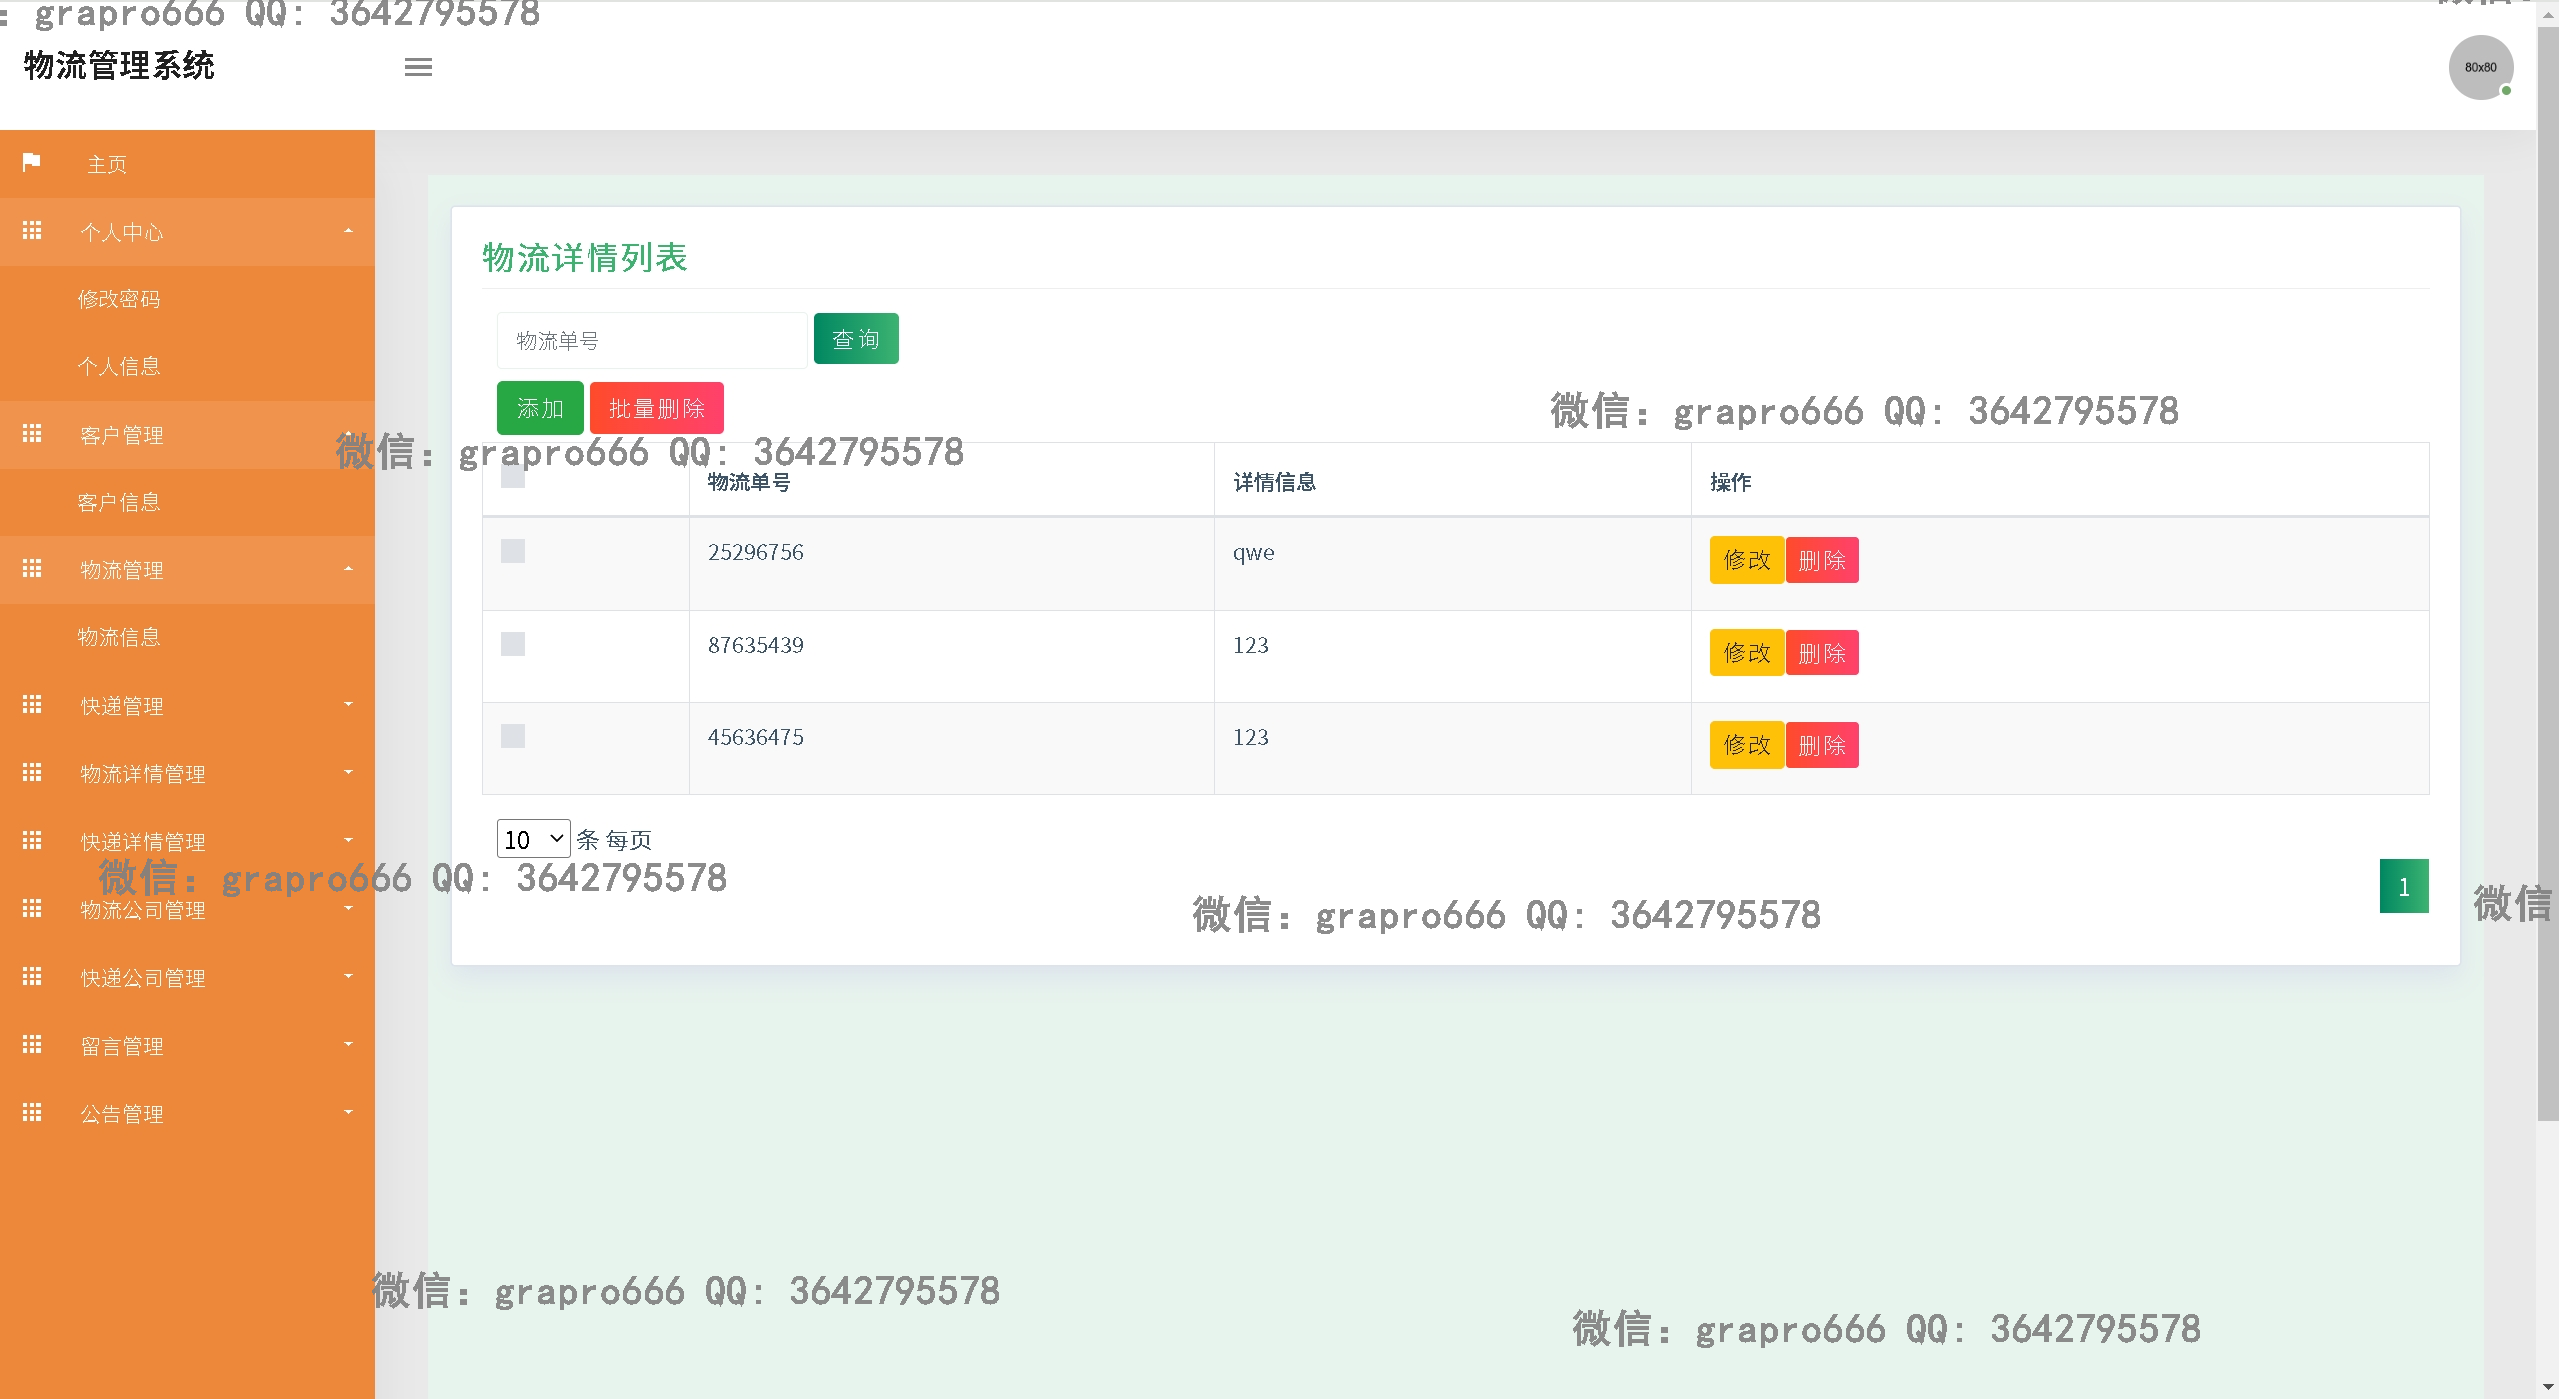 : grapro666 QQ: 3642795578
物流管理系统
80x80
主页
个人中心
修改密码
个人信息
客户管理
客户信息
物流管理
物流信息
快递管理
物流详情管理
快递详情管理
物流公司管理
快递公司管理
留言管理
公告管理
物流详情列表
物流单号 查询
添加 批量删除
微信: grapro666 QQ: 3642795578
微信: grapro666 QQ: 3642795578
物流单号 详情信息 操作
25296756 qwe 修改 删除
87635439 123 修改 删除
45636475 123 修改 删除
10 条 每页
微信: grapro666 QQ: 3642795578
1
微信: grapro666 QQ: 3642795578
微信
微信: grapro666 QQ: 3642795578
微信: grapro666 QQ: 3642795578